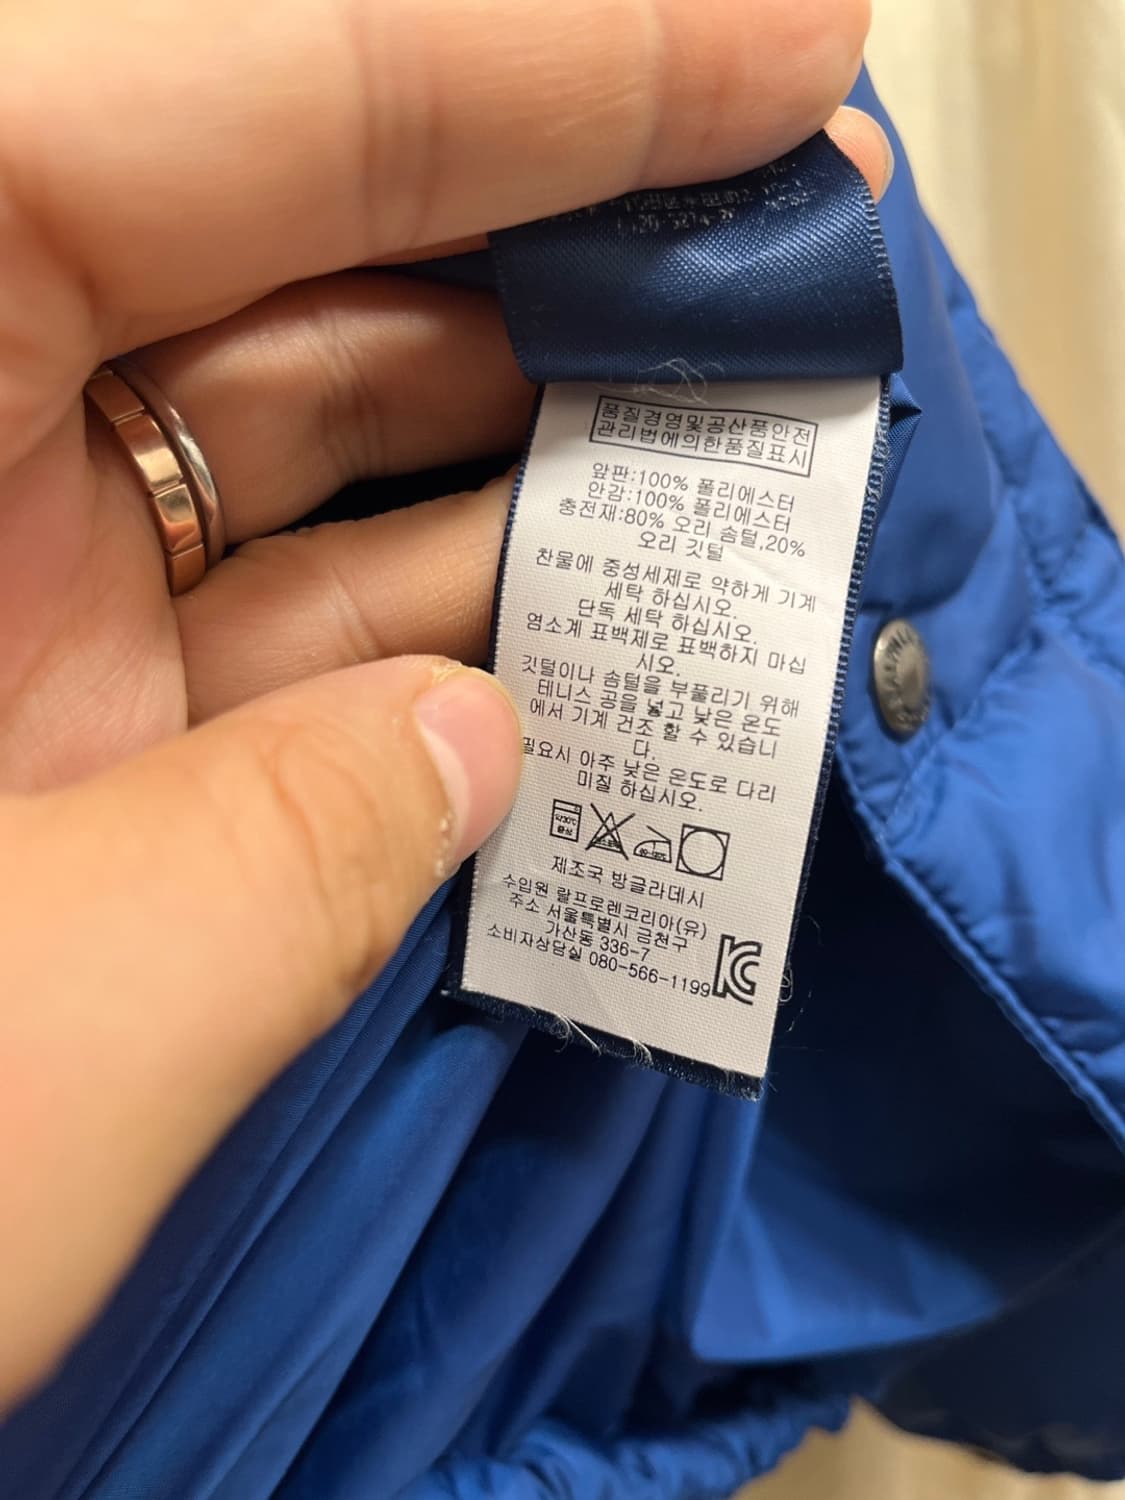 품질경영및공산품안전
관리법에의한품질표시
앞판:100% 폴리에스터
안감:100% 폴리에스터
충전재:80% 오리 솜털,20%
오리 깃털
찬물에 중성세제로 약하게 기계
세탁 하십시오.
단독 세탁 하십시오.
염소계 표백제로 표백하지 마십
시오.
깃털이나 솜털을 부풀리기 위해
테니스 공을 넣고 낮은 온도
에서 기계 건조 할 수 있습니
다.
필요시 아주 낮은 온도로 다리
미질 하십시오.
약30℃
중성
제조국 방글라데시
수입원 랄프로렌코리아(유)
주소 서울특별시 금천구
가산동 336-7
소비자상담실 080-566-1199